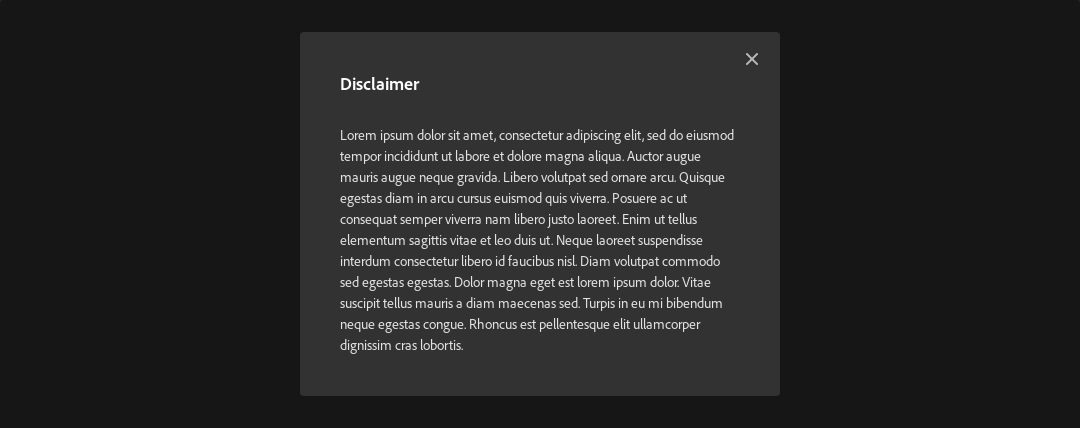 Disclaimer
Lorem ipsum dolor sit amet, consectetur adipiscing elit, sed do eiusmod
tempor incididunt ut labore et dolore magna aliqua. Auctor augue
mauris augue neque gravida. Libero volutpat sed ornare arcu. Quisque
egestas diam in arcu cursus euismod quis viverra. Posuere ac ut
consequat semper viverra nam libero justo laoreet. Enim ut tellus
elementum sagittis vitae et leo duis ut. Neque laoreet suspendisse
interdum consectetur libero id faucibus nisl. Diam volutpat commodo
sed egestas egestas. Dolor magna eget est lorem ipsum dolor. Vitae
suscipit tellus mauris a diam maecenas sed. Turpis in eu mi bibendum
neque egestas congue. Rhoncus est pellentesque elit ullamcorper
dignissim cras lobortis.